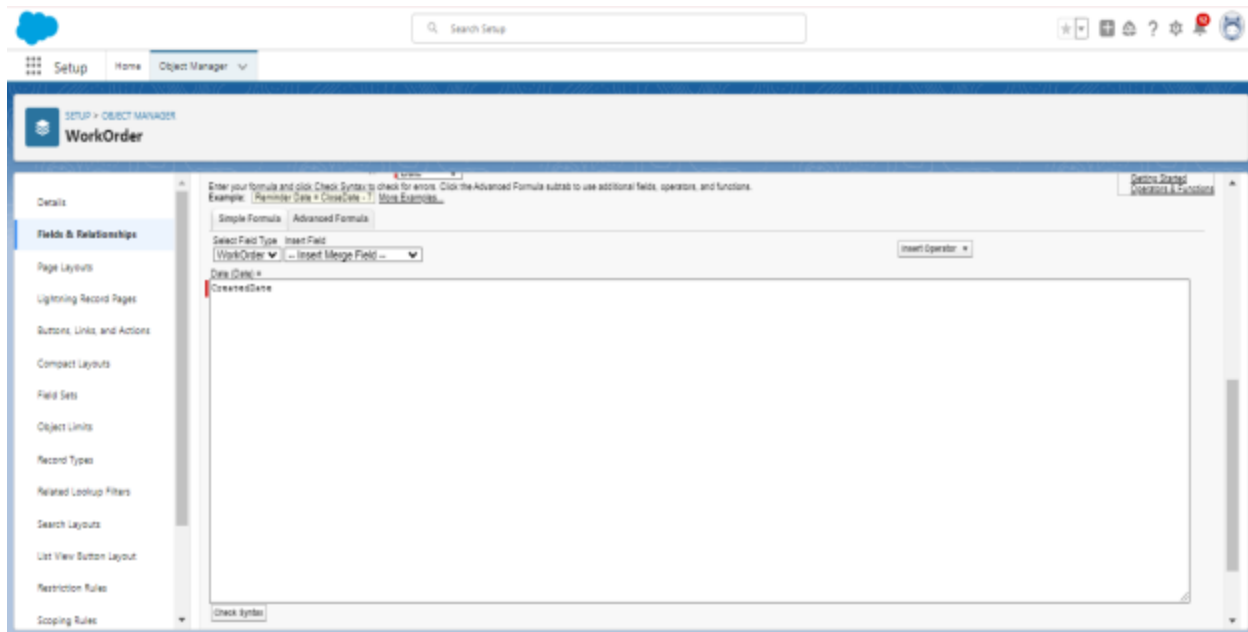 Search Setup
Setup
Home
Object Manager
SETUP > OBJECT MANAGER
WorkOrder
Details
Fields & Relationships
Page Layouts
Lightning Record Pages
Buttons, Links, and Actions
Compact Layouts
Field Sets
Object Limits
Record Types
Related Lookup Filters
Search Layouts
List View Button Layout
Restriction Rules
Scoping Rules
Enter your formula and click Check Syntax to check for errors. Click the Advanced Formula subtab to use additional fields, operators, and functions.
Example: Reminder Date = CloseDate - 7 More Examples...
Getting Started
Operators & Functions
Simple Formula Advanced Formula
Select Field Type Insert Field
WorkOrder -- Insert Merge Field --
Insert Operator
Date (Date) =
CreatedDate
Check Syntax